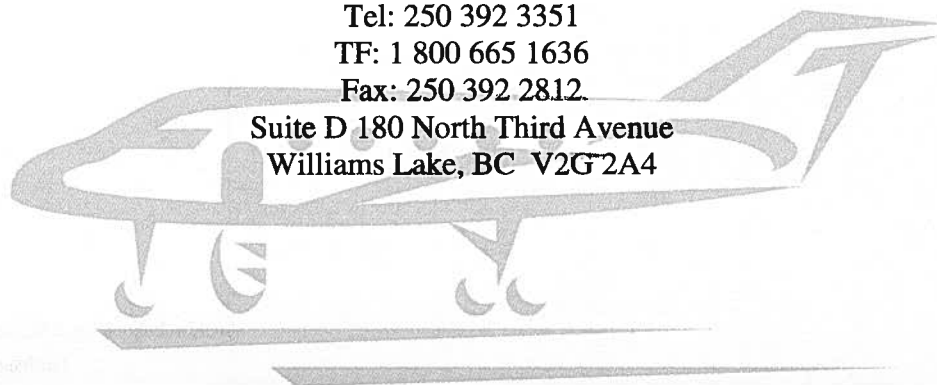 Tel: 250 392 3351
TF: 1 800 665 1636
Fax: 250 392 2812
Suite D 180 North Third Avenue
Williams Lake, BC V2G 2A4